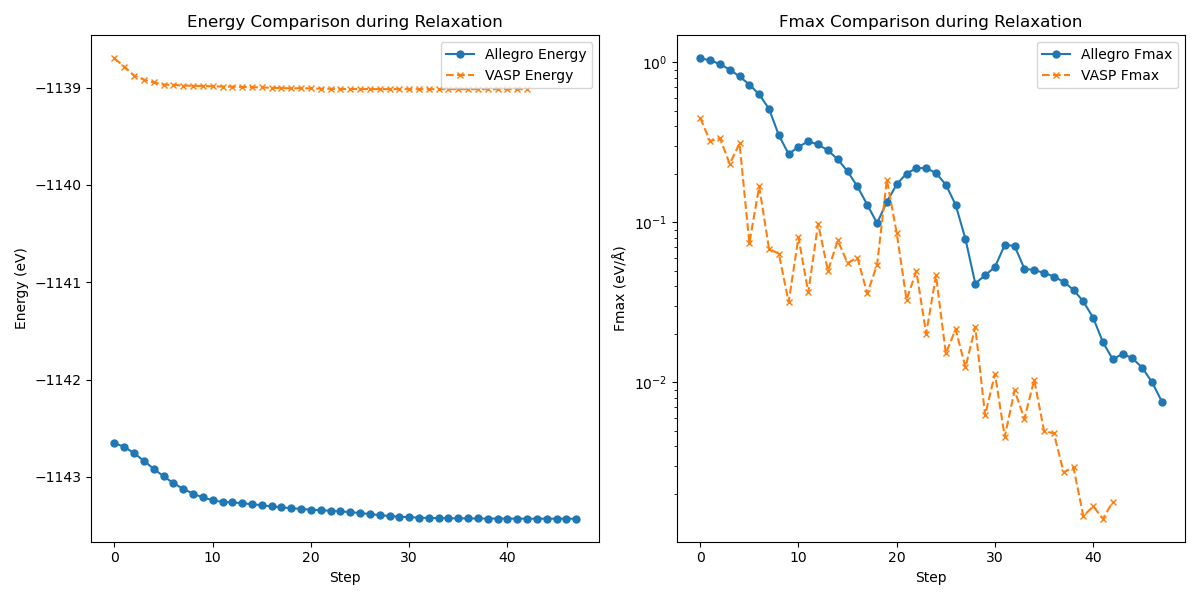 Energy Comparison during Relaxation
Allegro Energy
VASP Energy
Energy (eV)
−1139
−1140
−1141
−1142
−1143
0
10
20
30
40
Step
Fmax Comparison during Relaxation
Allegro Fmax
VASP Fmax
Fmax (eV/Å)
10⁰
10⁻¹
10⁻²
0
10
20
30
40
Step